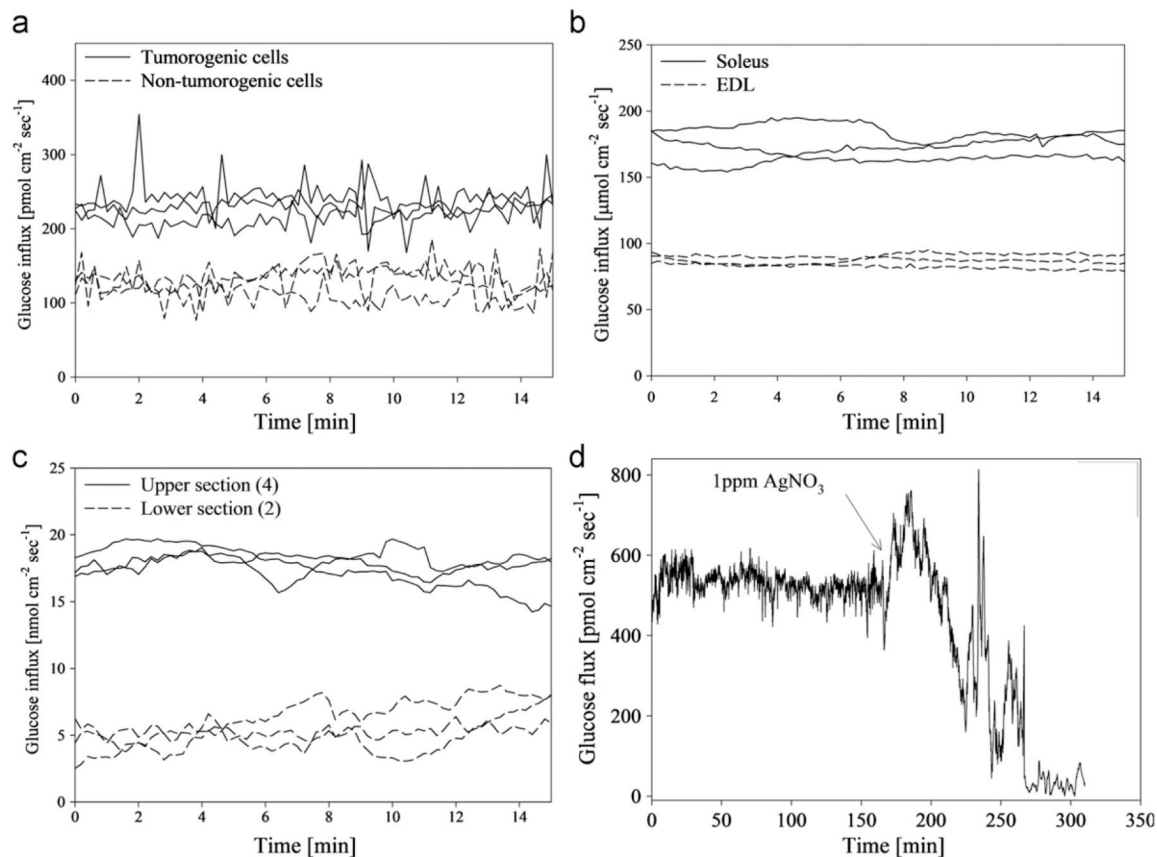 a
Tumorogenic cells
Non-tumorogenic cells
Glucose influx [pmol cm⁻² sec⁻¹]
400
300
200
100
0
0 2 4 6 8 10 12 14
Time [min]
b
Soleus
EDL
Glucose influx [µmol cm⁻² sec⁻¹]
250
200
150
100
50
0
0 2 4 6 8 10 12 14
Time [min]
c
Upper section (4)
Lower section (2)
Glucose influx [nmol cm⁻² sec⁻¹]
25
20
15
10
5
0
0 2 4 6 8 10 12 14
Time [min]
d
1ppm AgNO₃
Glucose flux [pmol cm⁻² sec⁻¹]
800
600
400
200
0
0 50 100 150 200 250 300 350
Time [min]